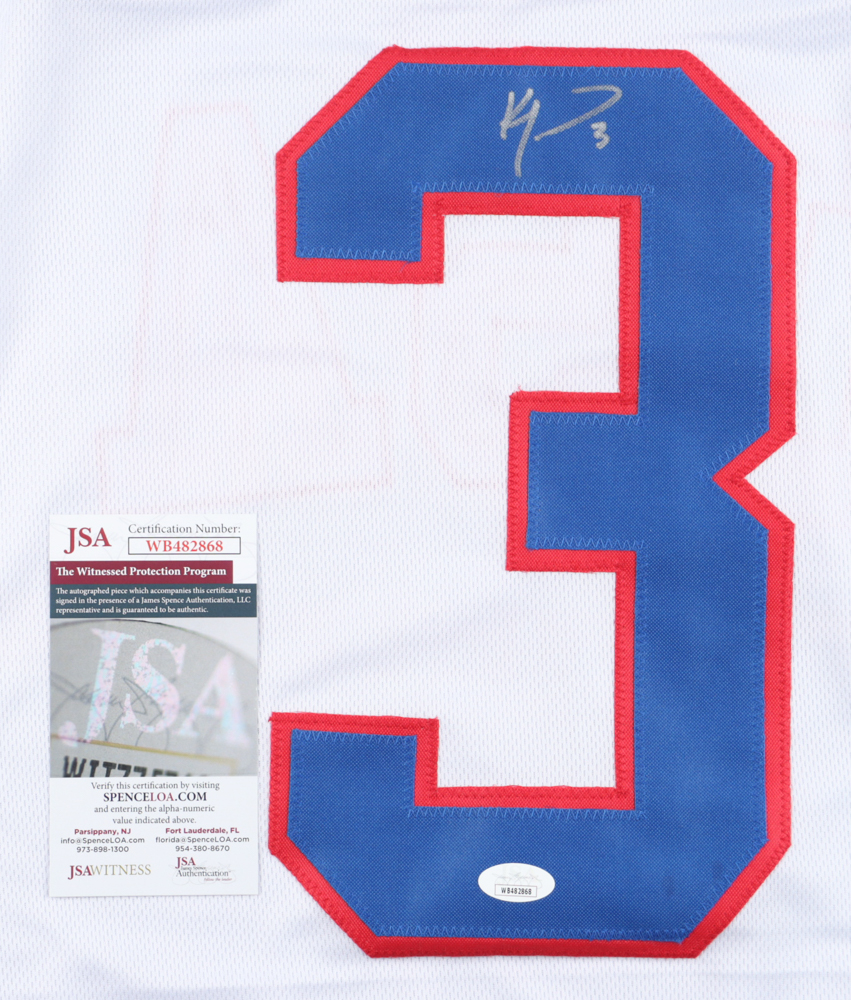 3
3
JSA
Certification Number:
WB482868
The Witnessed Protection Program
The autographed piece which accompanies this certificate was
signed in the presence of a James Spence Authentication, LLC
representative and is guaranteed to be authentic.
JSA
Verify this certification by visiting
SPENCELOA.COM
and entering the alpha-numeric
value indicated above.
Parsippany, NJ Fort Lauderdale, FL
info@SpenceLOA.com florida@SpenceLOA.com
973-898-1300 954-380-8670
JSAWITNESS
JSA
Authentication
WB482868